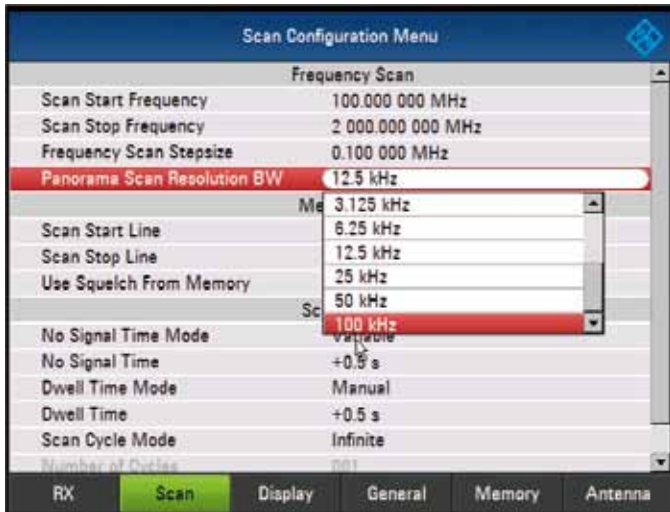 Scan Configuration Menu
Frequency Scan
Scan Start Frequency 100.000 000 MHz
Scan Stop Frequency 2 000.000 000 MHz
Frequency Scan Stepsize 0.100 000 MHz
Panorama Scan Resolution BW 12.5 kHz
Me 3.125 kHz
Scan Start Line 6.25 kHz
Scan Stop Line 12.5 kHz
Use Squelch From Memory 25 kHz
50 kHz
Sc
100 kHz
No Signal Time Mode Variable
No Signal Time +0.5 s
Dwell Time Mode Manual
Dwell Time +0.5 s
Scan Cycle Mode Infinite
Number of Cycles 001
RX Scan Display General Memory Antenna